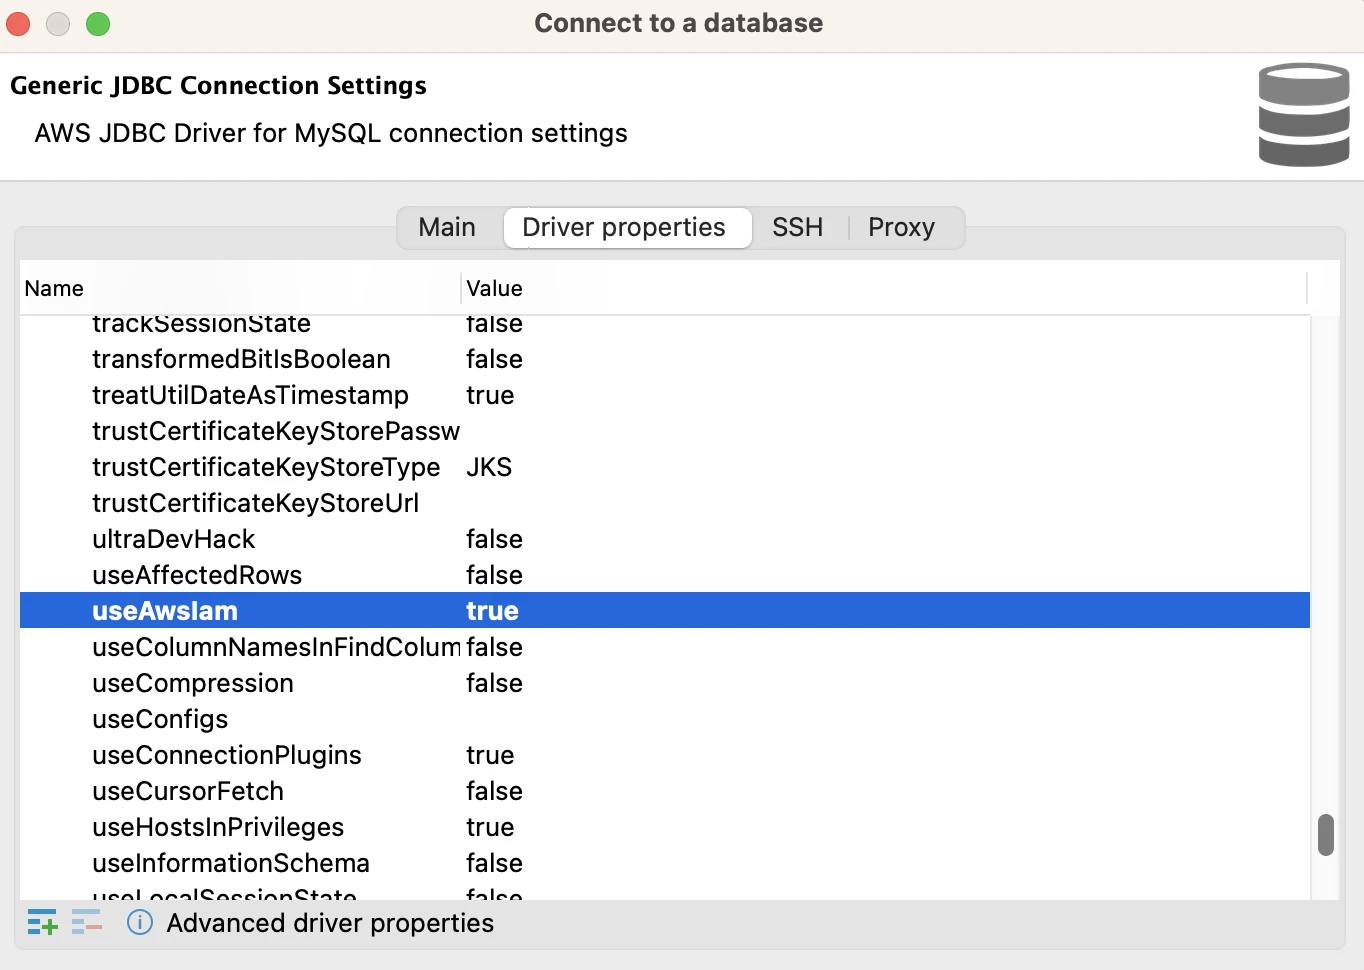 Connect to a database
Generic JDBC Connection Settings
AWS JDBC Driver for MySQL connection settings
Main Driver properties SSH Proxy
Name Value
trackSessionState false
transformedBitIsBoolean false
treatUtilDateAsTimestamp true
trustCertificateKeyStorePassw
trustCertificateKeyStoreType JKS
trustCertificateKeyStoreUrl
ultraDevHack false
useAffectedRows false
useAwsIam true
useColumnNamesInFindColum false
useCompression false
useConfigs
useConnectionPlugins true
useCursorFetch false
useHostsInPrivileges true
useInformationSchema false
useLocalSessionState false
Advanced driver properties